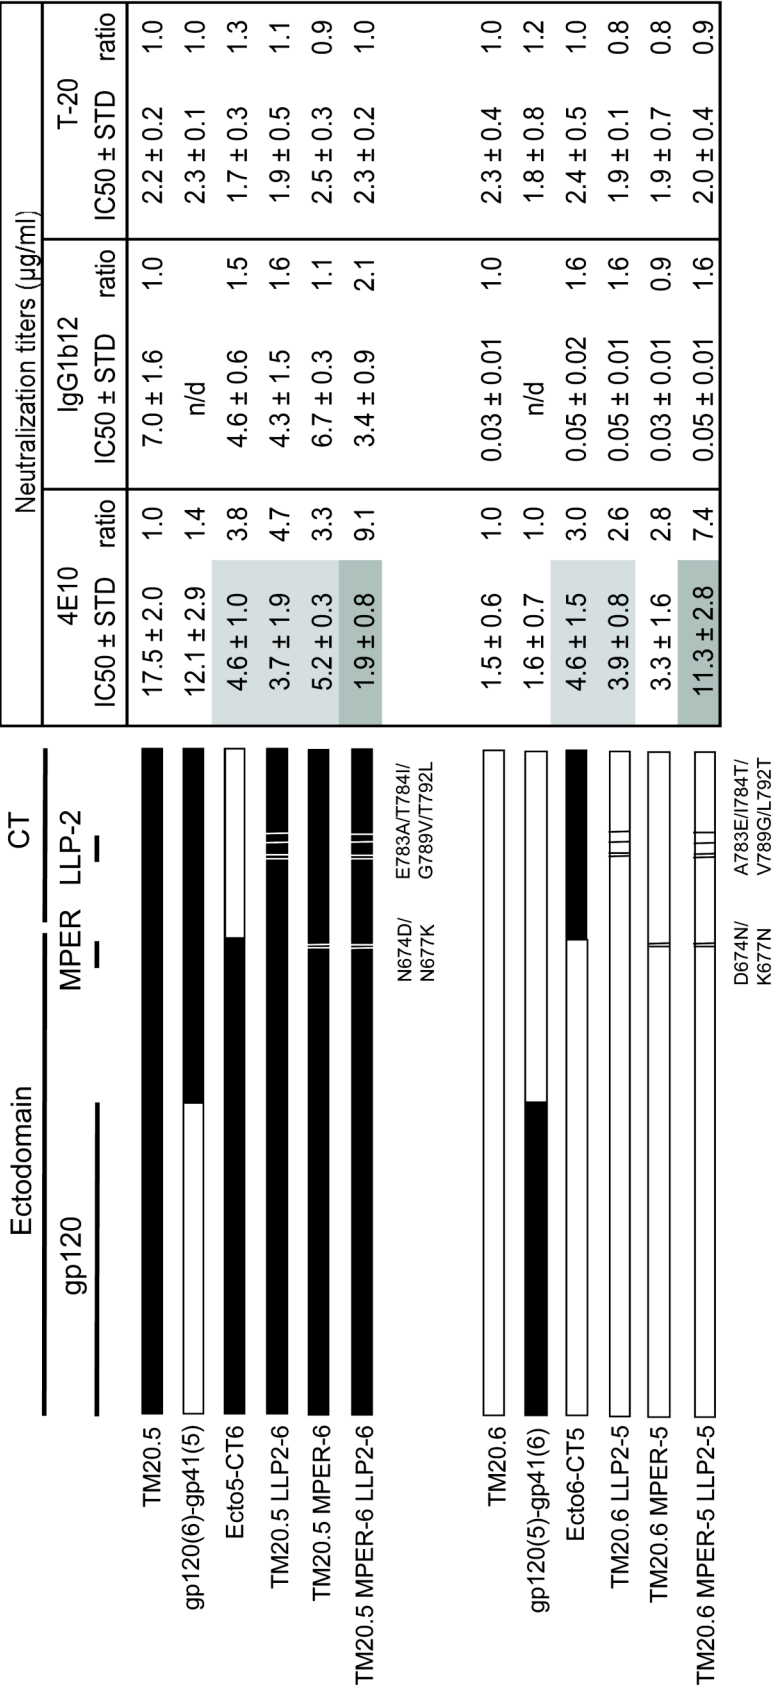 Neutralization titers (µg/ml)
Ectodomain CT
gp120 MPER LLP-2 4E10 IgG1b12 T-20
IC50 ± STD ratio IC50 ± STD ratio IC50 ± STD ratio
TM20.5 17.5 ± 2.0 1.0 7.0 ± 1.6 1.0 2.2 ± 0.2 1.0
gp120(6)-gp41(5) 12.1 ± 2.9 1.4 n/d 2.3 ± 0.1 1.0
Ecto5-CT6 4.6 ± 1.0 3.8 4.6 ± 0.6 1.5 1.7 ± 0.3 1.3
TM20.5 LLP2-6 3.7 ± 1.9 4.7 4.3 ± 1.5 1.6 1.9 ± 0.5 1.1
TM20.5 MPER-6 5.2 ± 0.3 3.3 6.7 ± 0.3 1.1 2.5 ± 0.3 0.9
TM20.5 MPER-6 LLP2-6 1.9 ± 0.8 9.1 3.4 ± 0.9 2.1 2.3 ± 0.2 1.0
N674D/ E783A/T784I/
N677K G789V/T792L
TM20.6 1.5 ± 0.6 1.0 0.03 ± 0.01 1.0 2.3 ± 0.4 1.0
gp120(5)-gp41(6) 1.6 ± 0.7 1.0 n/d 1.8 ± 0.8 1.2
Ecto6-CT5 4.6 ± 1.5 3.0 0.05 ± 0.02 1.6 2.4 ± 0.5 1.0
TM20.6 LLP2-5 3.9 ± 0.8 2.6 0.05 ± 0.01 1.6 1.9 ± 0.1 0.8
TM20.6 MPER-5 3.3 ± 1.6 2.8 0.03 ± 0.01 0.9 1.9 ± 0.7 0.8
TM20.6 MPER-5 LLP2-5 11.3 ± 2.8 7.4 0.05 ± 0.01 1.6 2.0 ± 0.4 0.9
D674N/ A783E/I784T/
K677N V789G/L792T